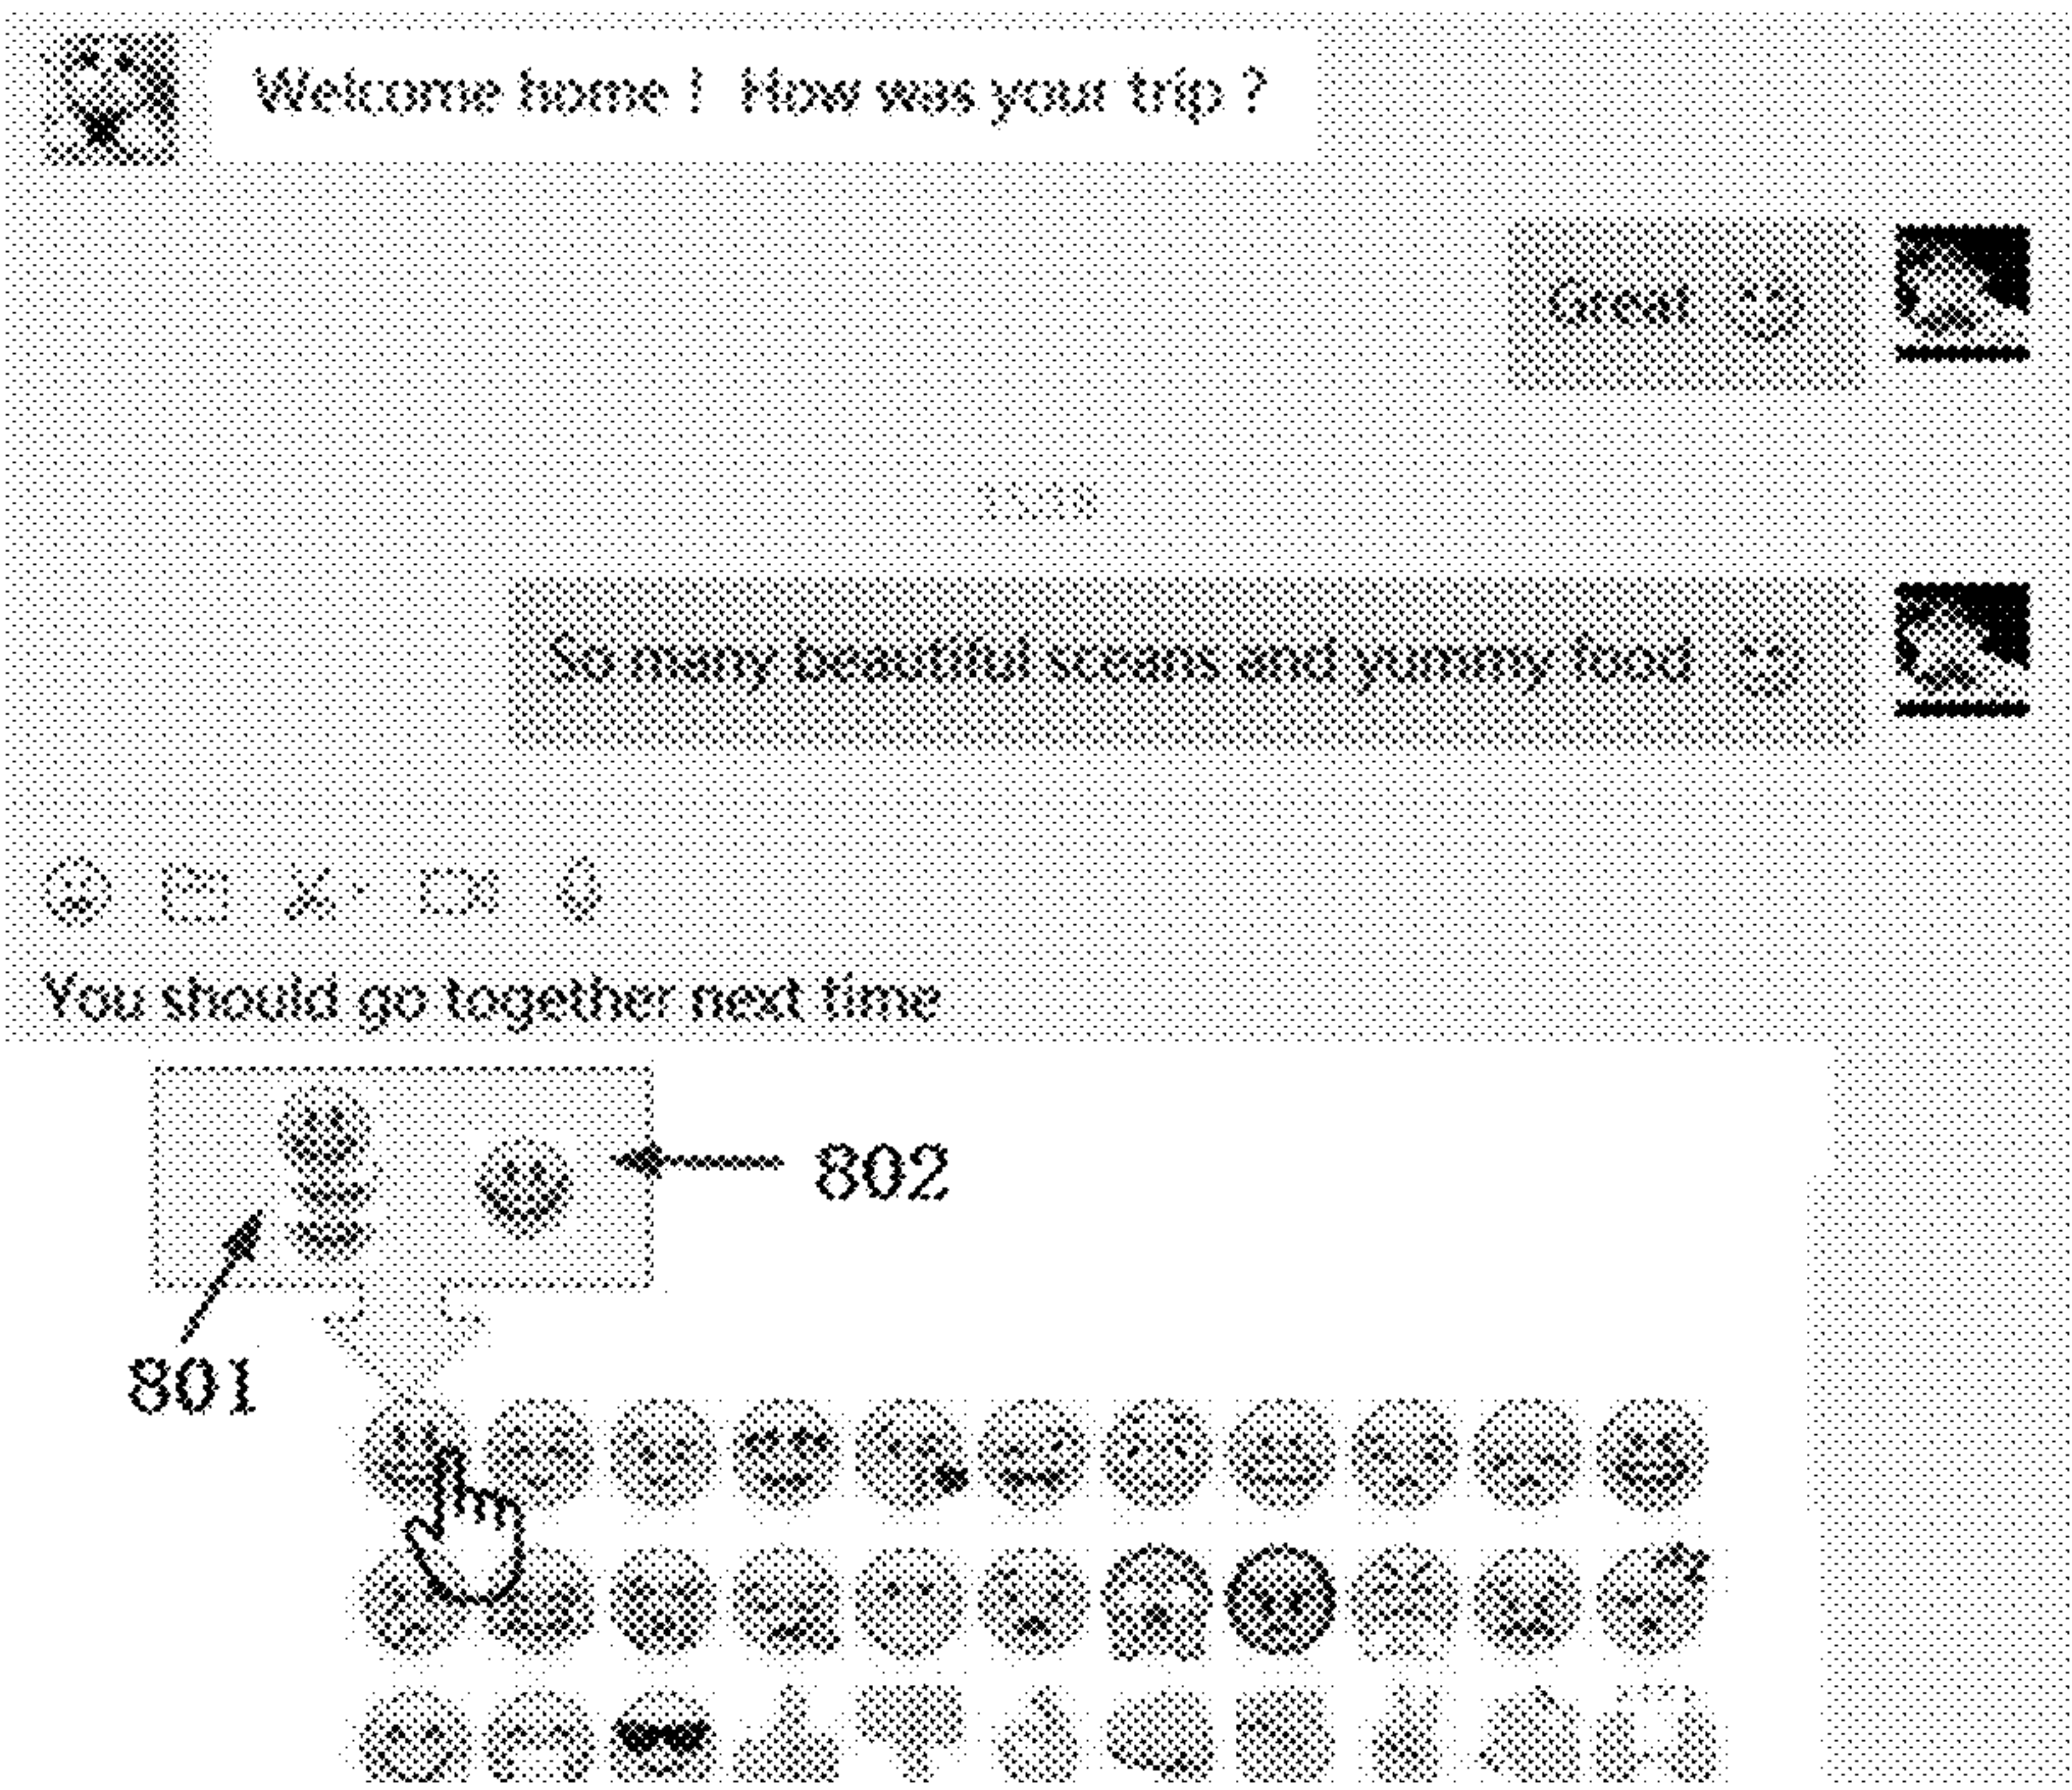 Welcome home ! How was your trip ?
Great
So many beautiful sceans and yummy food
You should go together next time
802
801